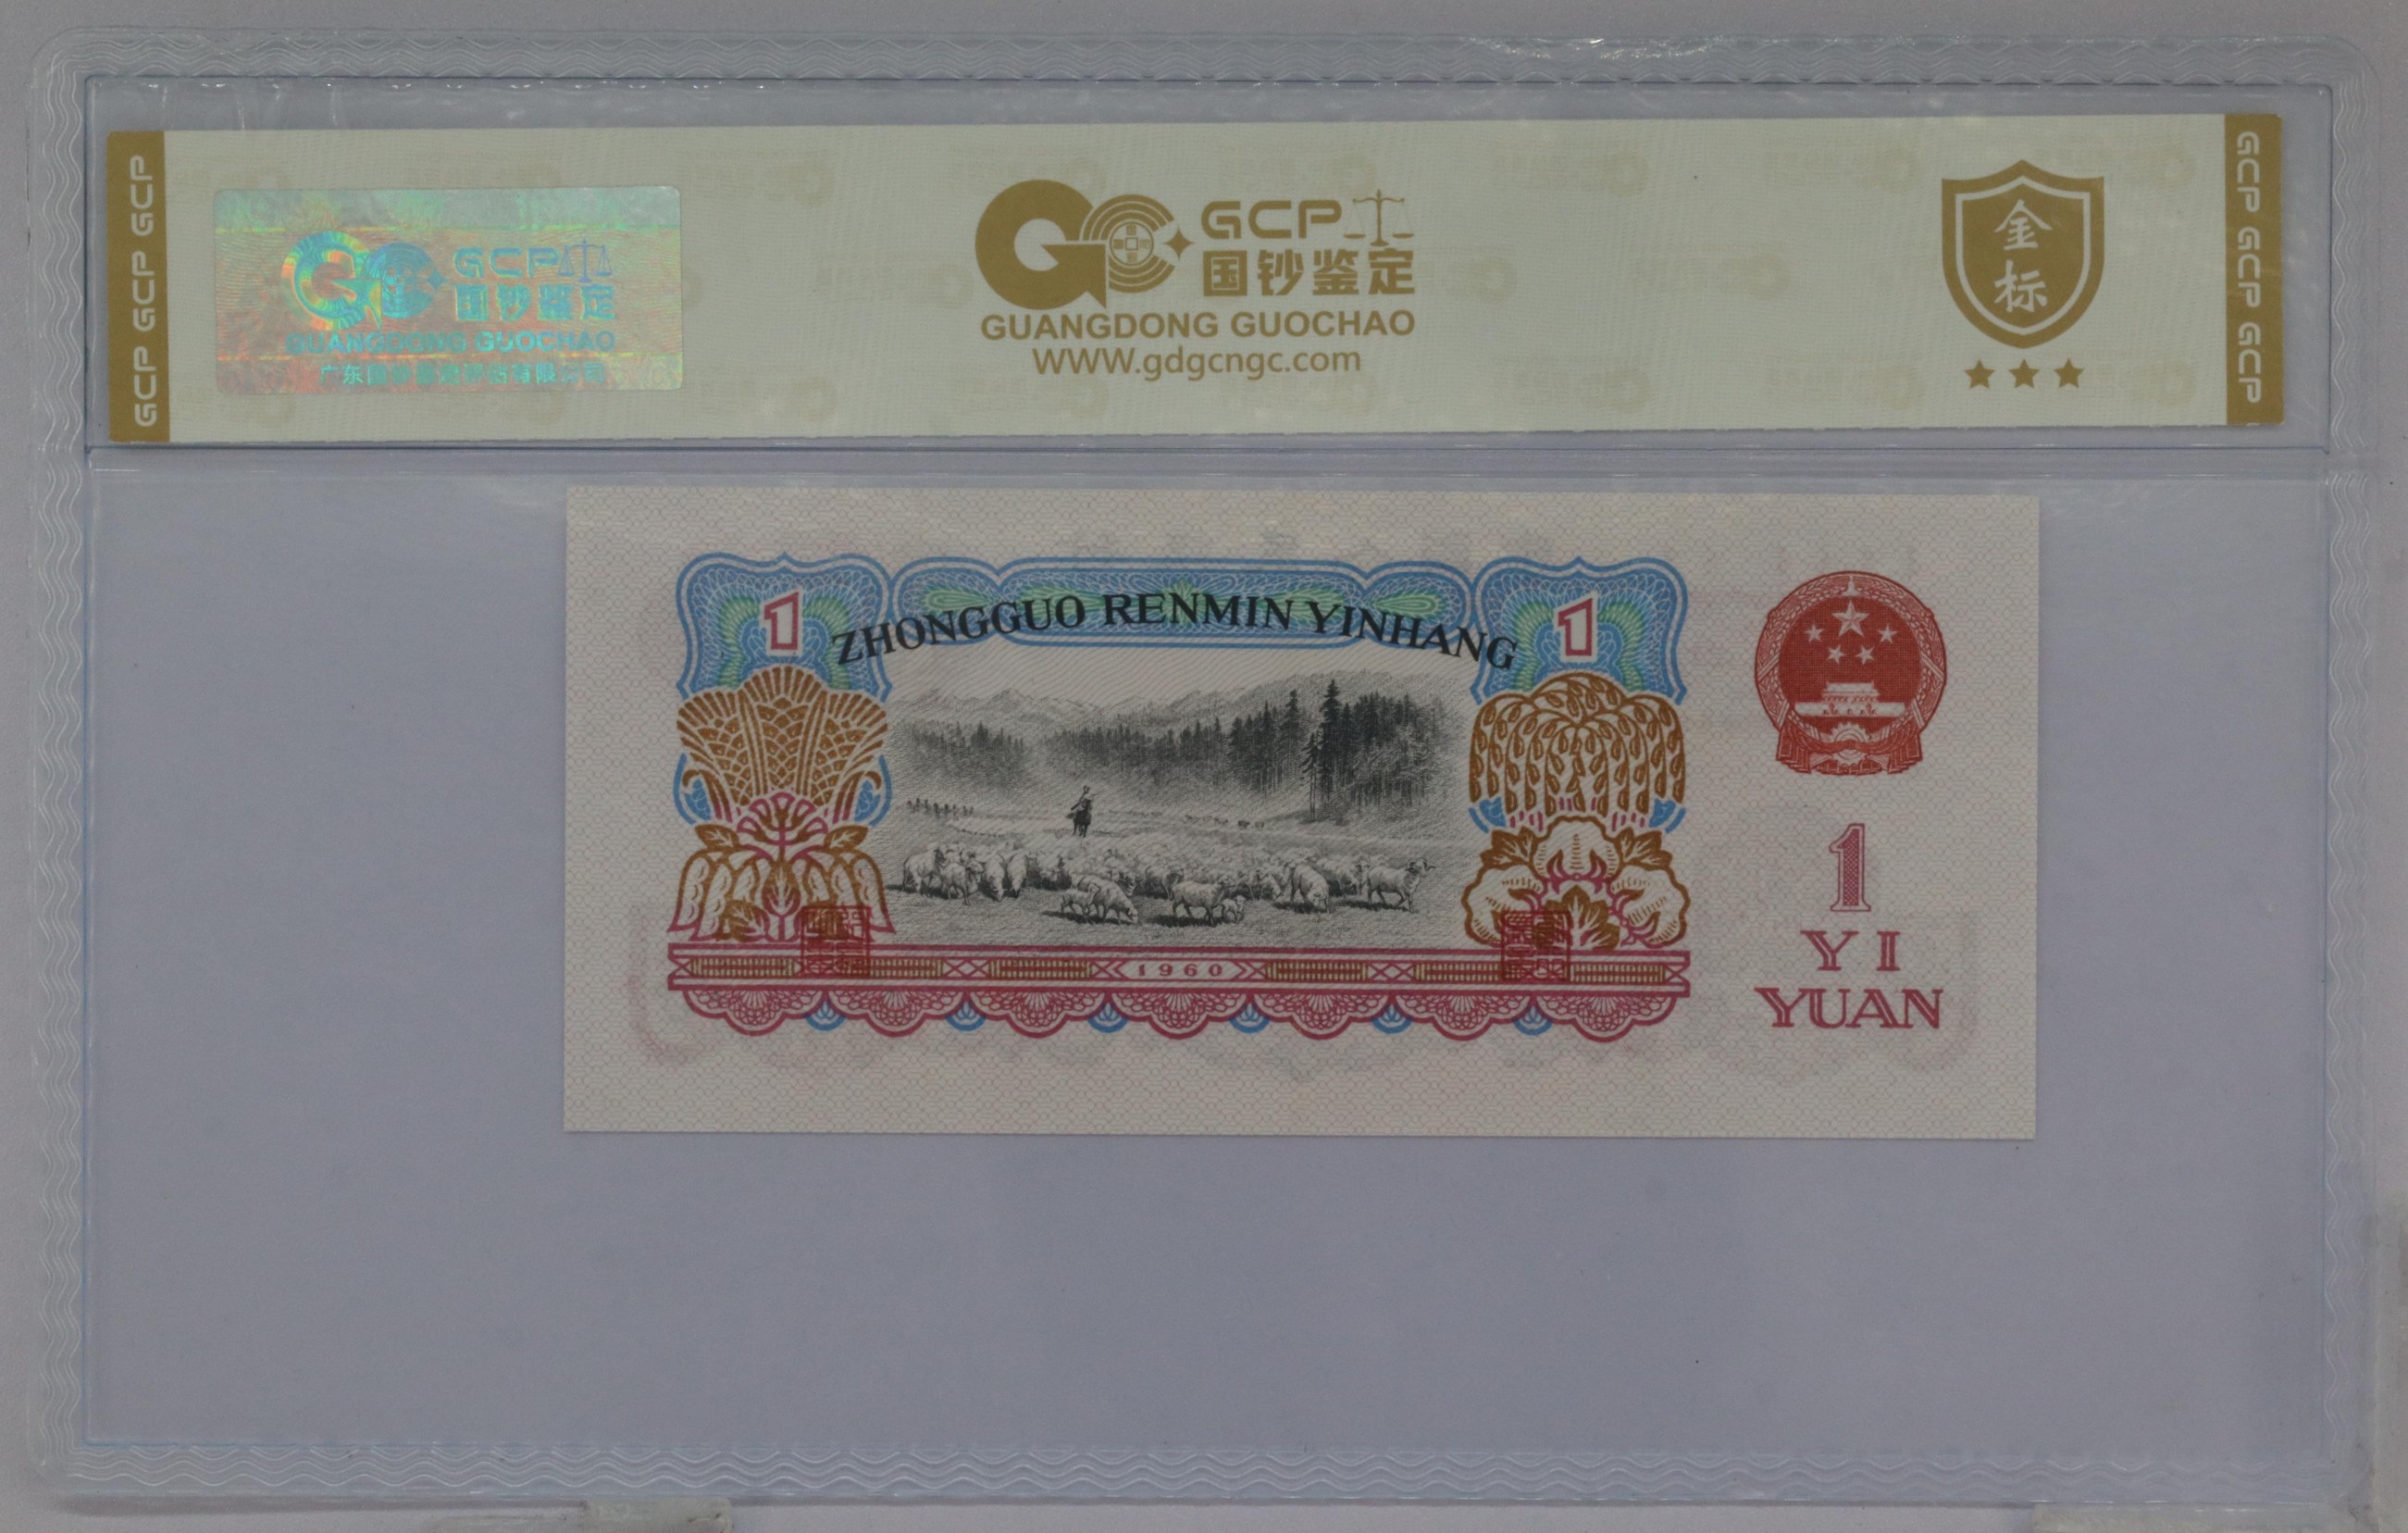 GCP GCP GCP
GCP
国钞鉴定
GUANGDONG GUOCHAO
广东国钞鉴定评估有限公司
GCP
国钞鉴定
GUANGDONG GUOCHAO
WWW.gdgcngc.com
金
标
GCP GCP GCP
1
ZHONGGUO RENMIN YINHANG
1
1960
1
YI
YUAN